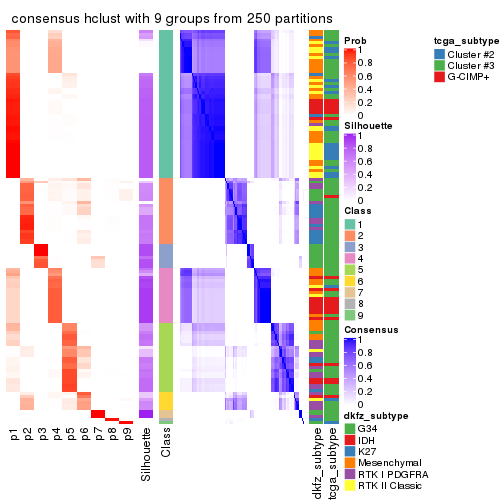 consensus hclust with 9 groups from 250 partitions
Prob
1
0.8
0.6
0.4
0.2
0
Silhouette
1
0.8
0.6
0.4
0.2
0
Class
1
2
3
4
5
6
7
8
9
Consensus
1
0.8
0.6
0.4
0.2
0
dkfz_subtype
G34
IDH
K27
Mesenchymal
RTK I PDGFRA
RTK II Classic
tcga_subtype
Cluster #2
Cluster #3
G-CIMP+
p1
p2
p3
p4
p5
p6
p7
p8
p9
Silhouette
Class
dkfz_subtype
tcga_subtype